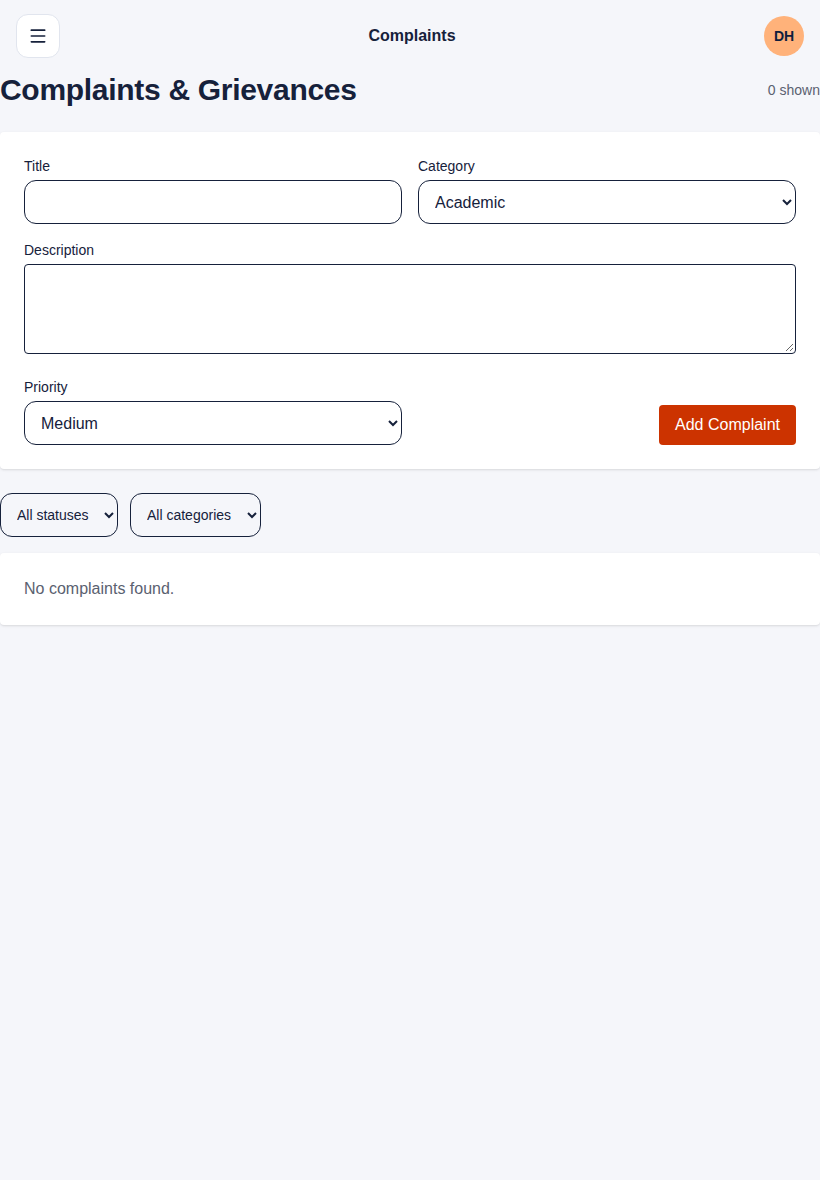 Complaints
DH
Complaints & Grievances
0 shown
Title
Category
Academic
Description
Priority
Medium
Add Complaint
All statuses
All categories
No complaints found.